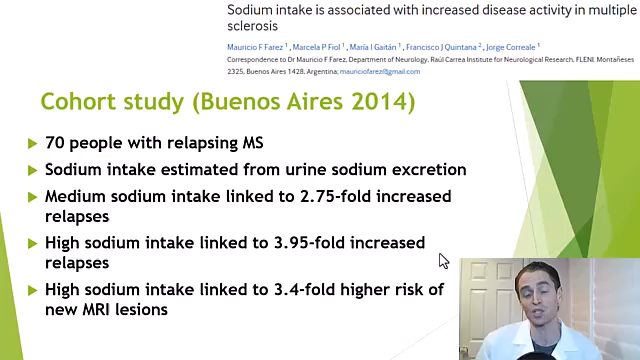 Sodium intake is associated with increased disease activity in multiple
sclerosis
Mauricio F Farez 1, Marcela P Fiol 1, María I Gaitán 1, Francisco J Quintana 2, Jorge Correale 1
Correspondence to Dr Mauricio F Farez, Department of Neurology, Raúl Carrea Institute for Neurological Research, FLENI. Montañeses
2325, Buenos Aires 1428, Argentina; mauriciofarez@gmail.com
Cohort study (Buenos Aires 2014)
70 people with relapsing MS
Sodium intake estimated from urine sodium excretion
Medium sodium intake linked to 2.75-fold increased
relapses
High sodium intake linked to 3.95-fold increased
relapses
High sodium intake linked to 3.4-fold higher risk of
new MRI lesions